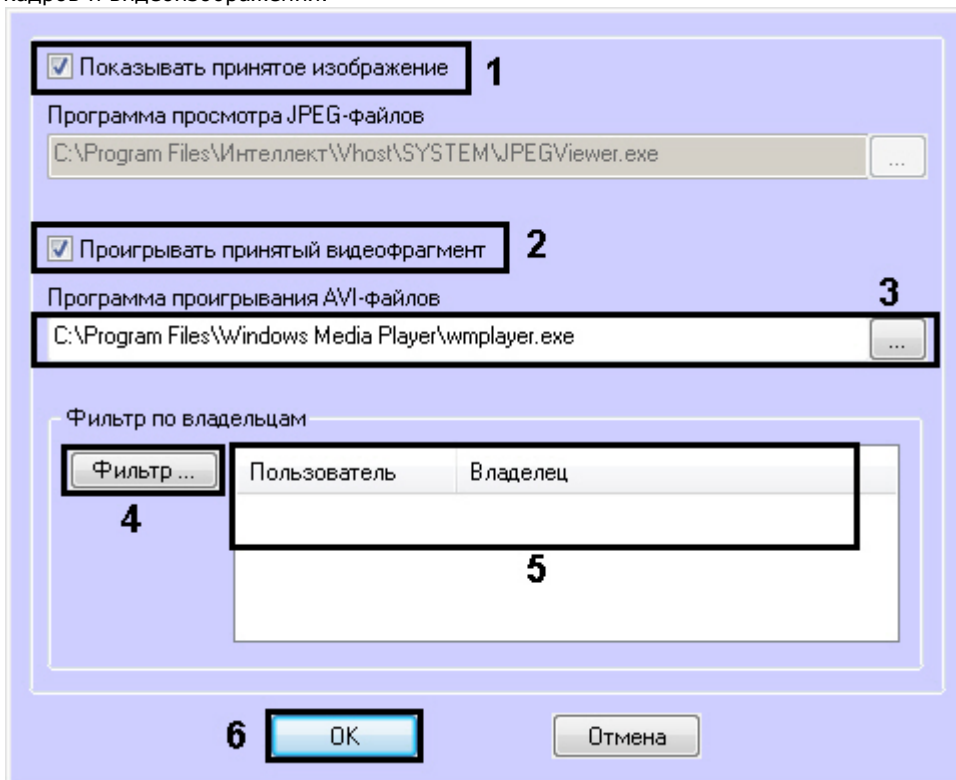 кадров и видеоизображений.
Показывать принятое изображение 1
Программа просмотра JPEG-файлов
C:\Program Files\Интеллект\Vhost\SYSTEM\JPEGViewer.exe ...
Проигрывать принятый видеофрагмент 2
Программа проигрывания AVI-файлов 3
C:\Program Files\Windows Media Player\wmplayer.exe ...
Фильтр по владельцам
Фильтр ... Пользователь Владелец
4
5
6 OK Отмена